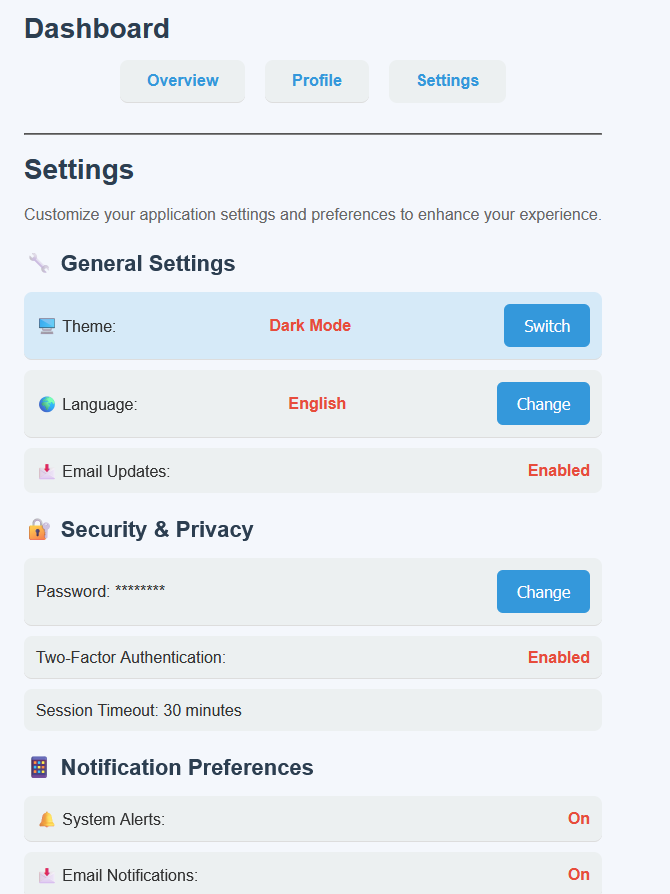 Dashboard
Overview Profile Settings
Settings
Customize your application settings and preferences to enhance your experience.
General Settings
Theme: Dark Mode Switch
Language: English Change
Email Updates: Enabled
Security & Privacy
Password: ******** Change
Two-Factor Authentication: Enabled
Session Timeout: 30 minutes
Notification Preferences
System Alerts: On
Email Notifications: On